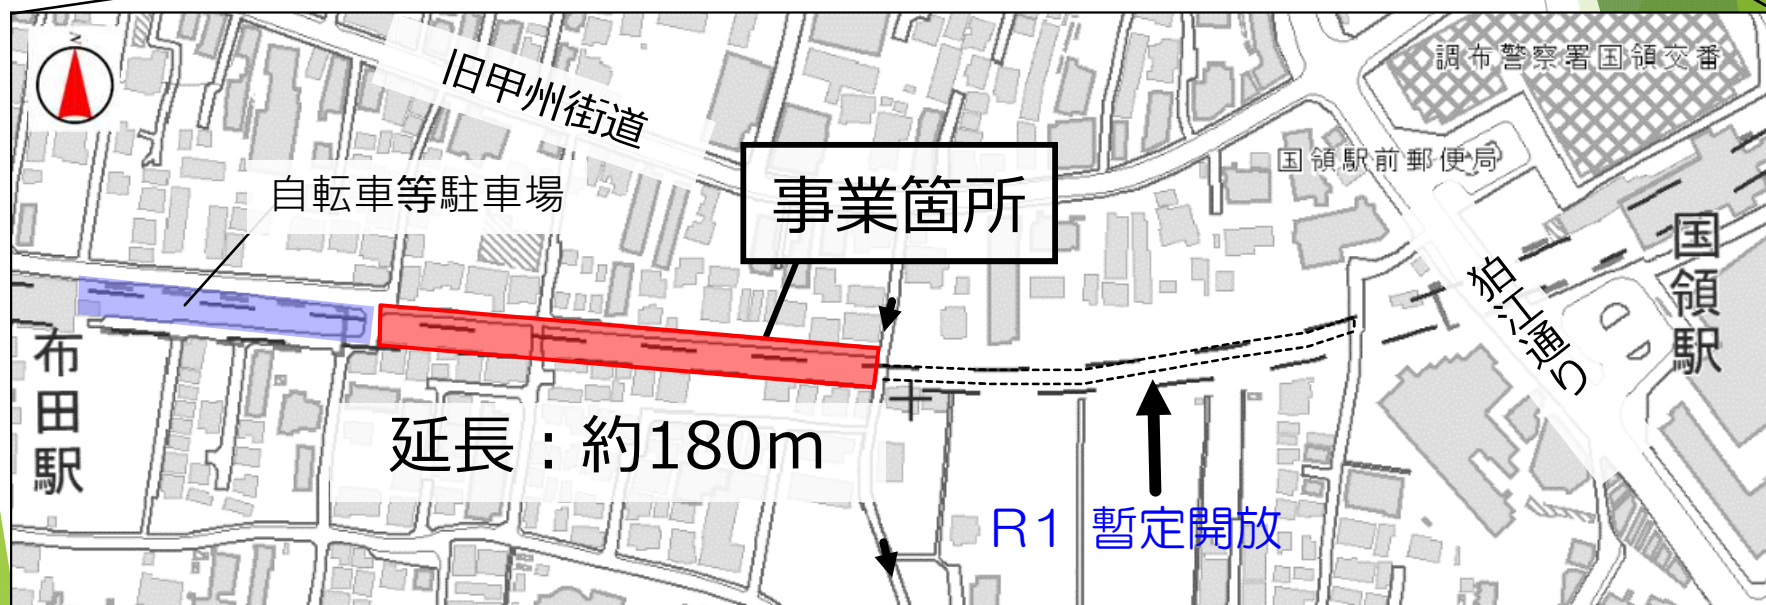 N
旧甲州街道
調布警察署国領交番
国領駅前郵便局
自転車等駐車場
事業箇所
国領駅
狛江通り
布田駅
延長：約180m
R1 暫定開放